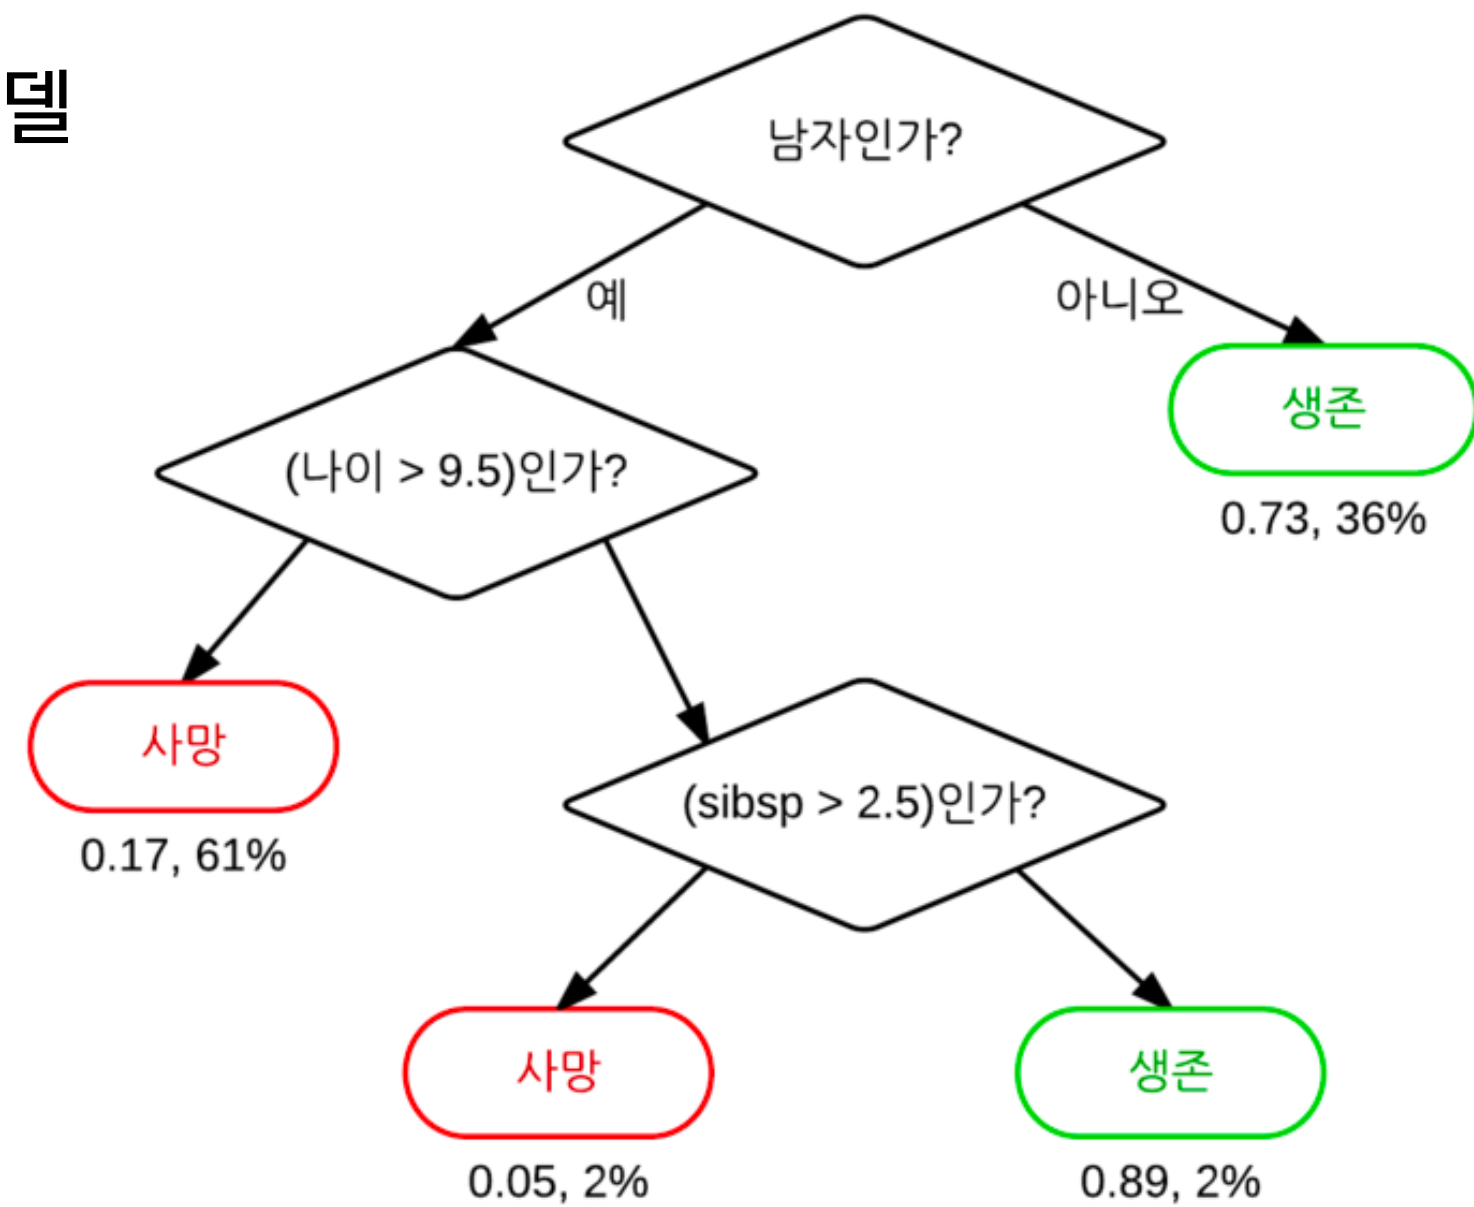 델
남자인가?
예
아니오
생존
0.73, 36%
(나이 > 9.5)인가?
사망
0.17, 61%
(sibsp > 2.5)인가?
사망
0.05, 2%
생존
0.89, 2%